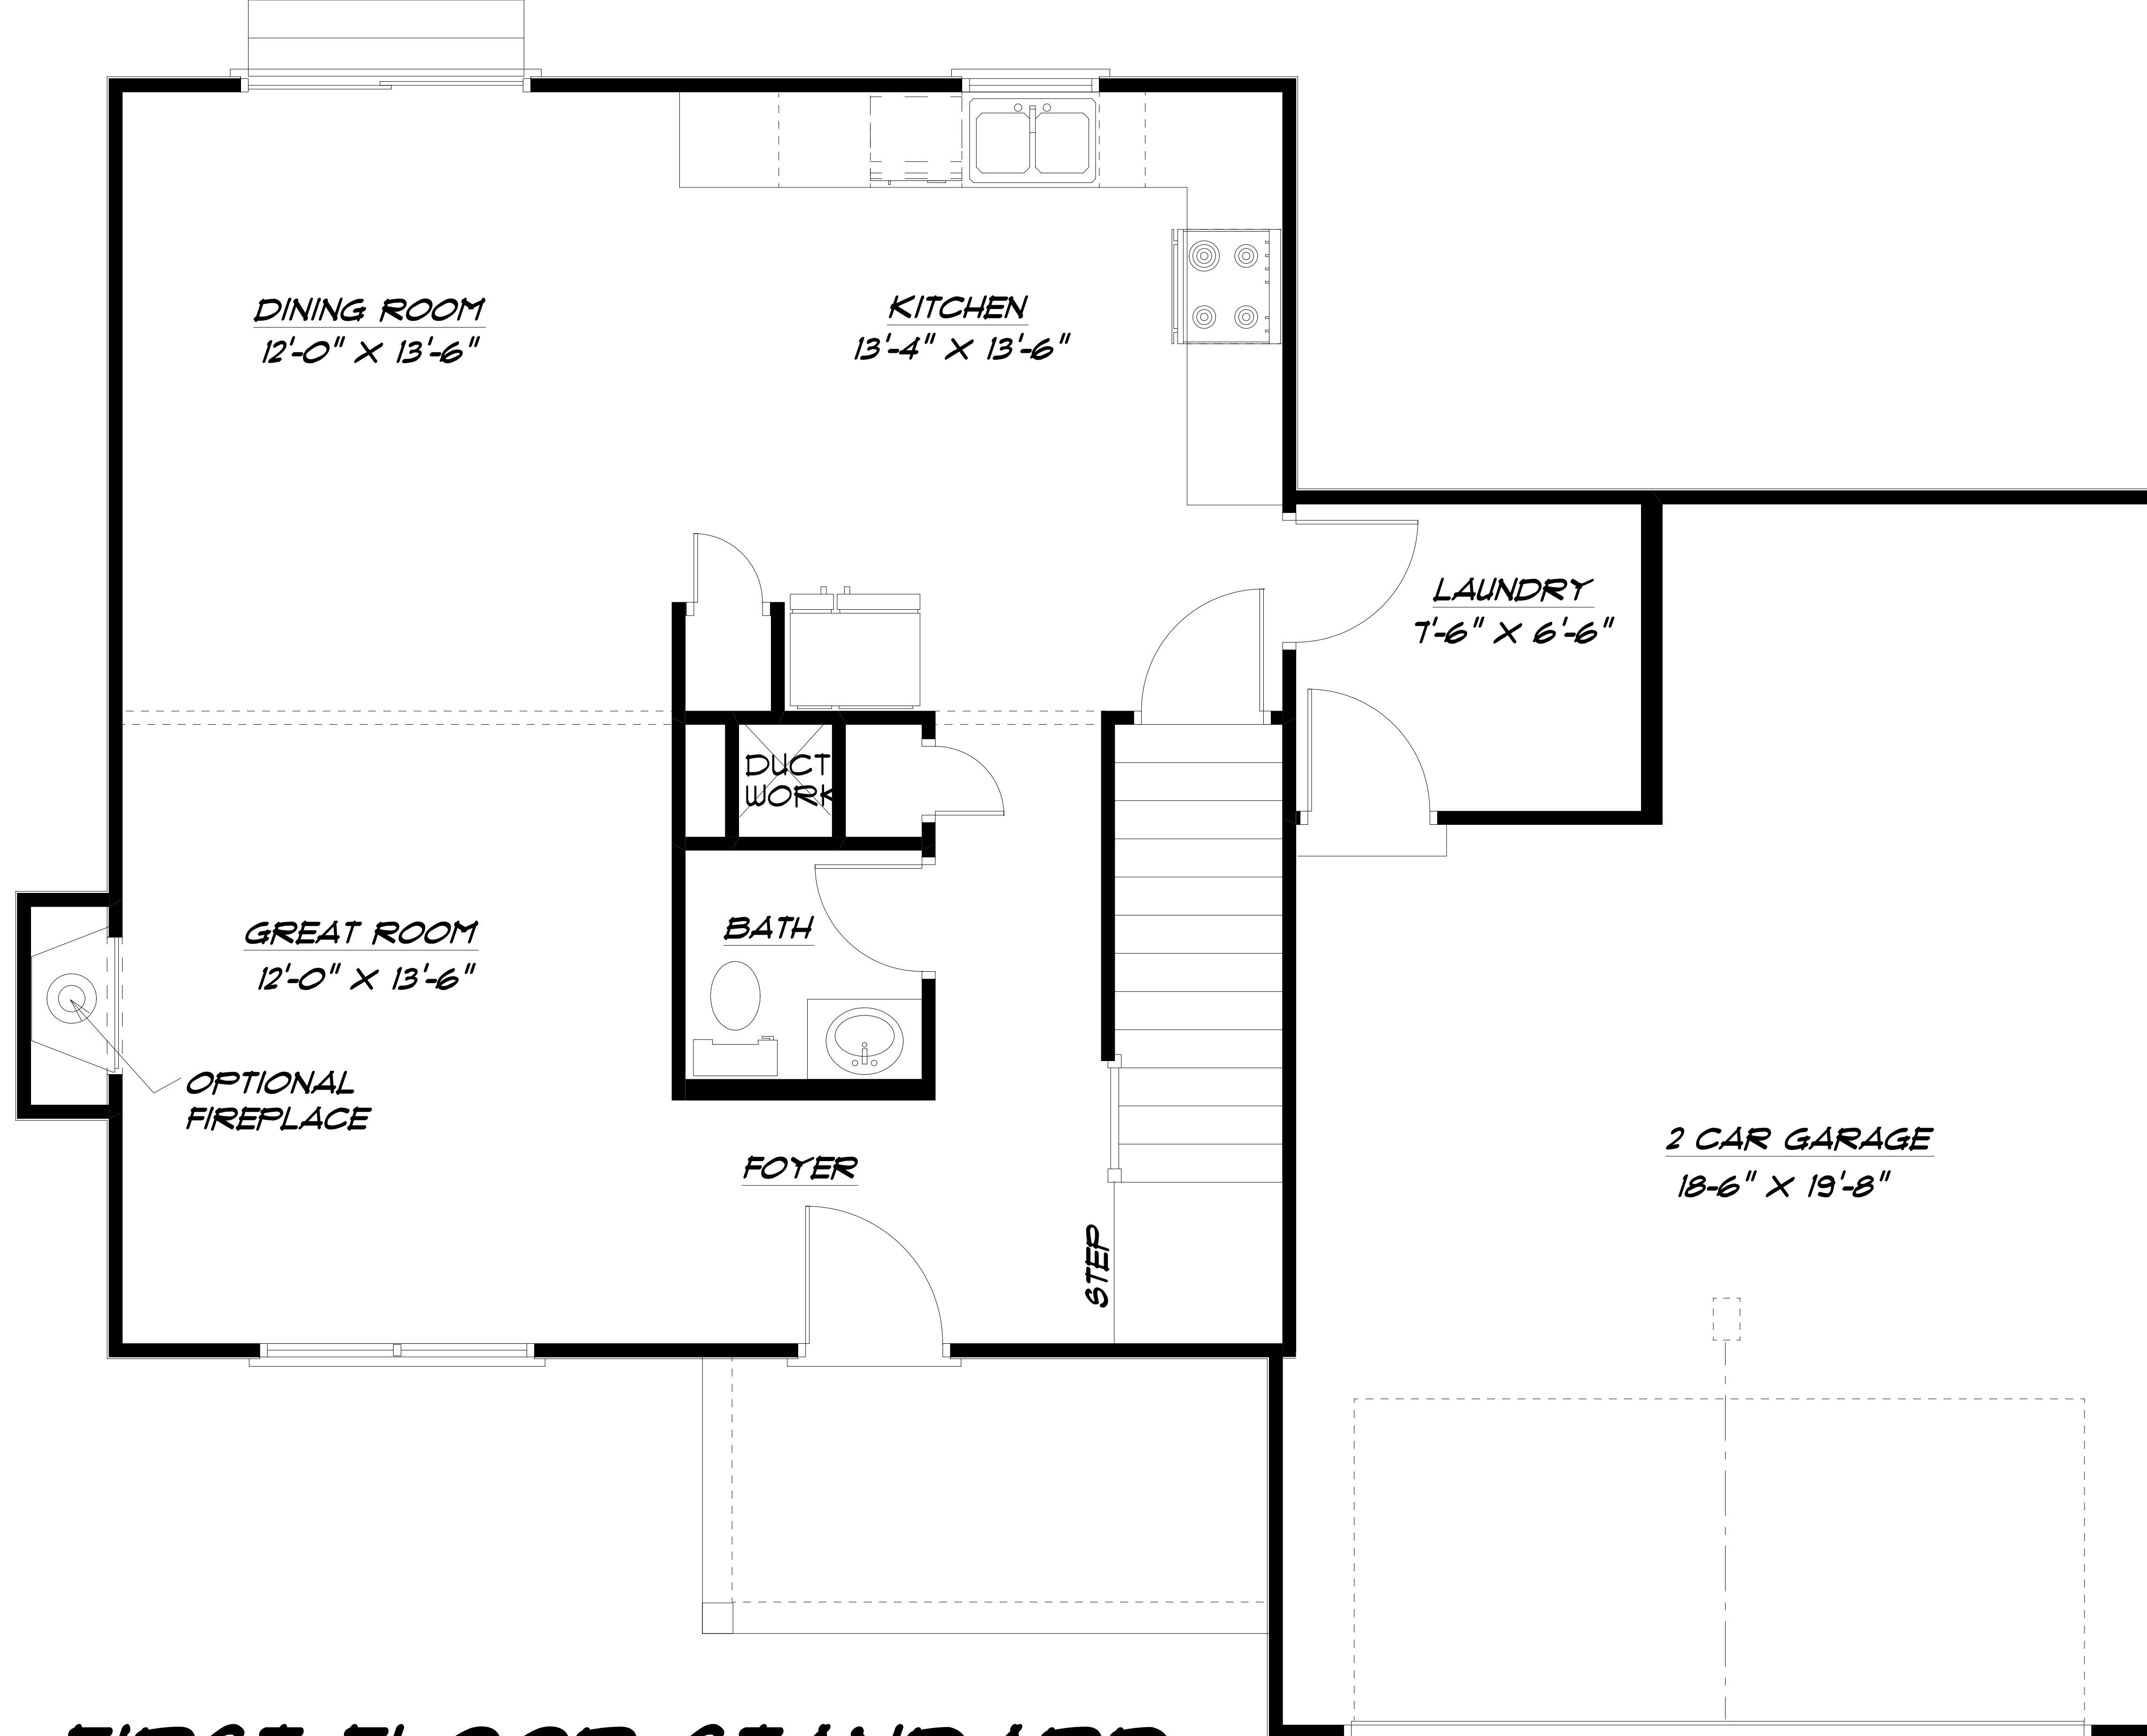 DINING ROOM
12'-0" X 13'-6"
KITCHEN
13'-4" X 13'-6"
LAUNDRY
7'-6" X 6'-6"
DUCT
WORK
BATH
GREAT ROOM
12'-0" X 13'-6"
OPTIONAL
FIREPLACE
FOYER
STEP
2 CAR GARAGE
18-6" X 19'-8"